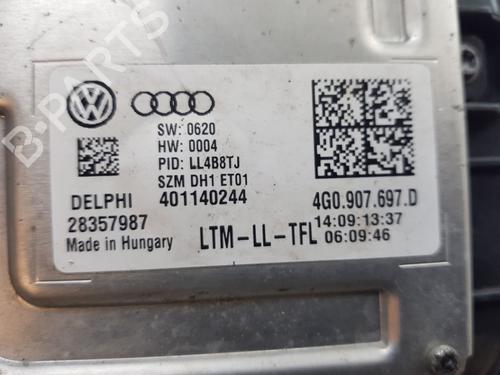 SW: 0620
HW: 0004
PID: LL4B8TJ
SZM DH1 ET01
DELPHI 401140244
28357987
Made in Hungary
LTM-LL-TFL
4G0.907.697.D
14:09:13:37
06:09:46
B-PARTS